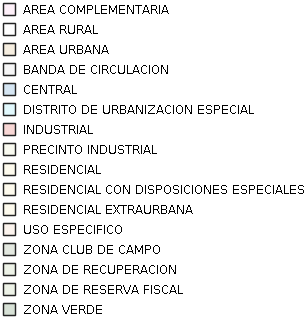 AREA COMPLEMENTARIA
AREA RURAL
AREA URBANA
BANDA DE CIRCULACION
CENTRAL
DISTRITO DE URBANIZACION ESPECIAL
INDUSTRIAL
PRECINTO INDUSTRIAL
RESIDENCIAL
RESIDENCIAL CON DISPOSICIONES ESPECIALES
RESIDENCIAL EXTRAURBANA
USO ESPECIFICO
ZONA CLUB DE CAMPO
ZONA DE RECUPERACION
ZONA DE RESERVA FISCAL
ZONA VERDE